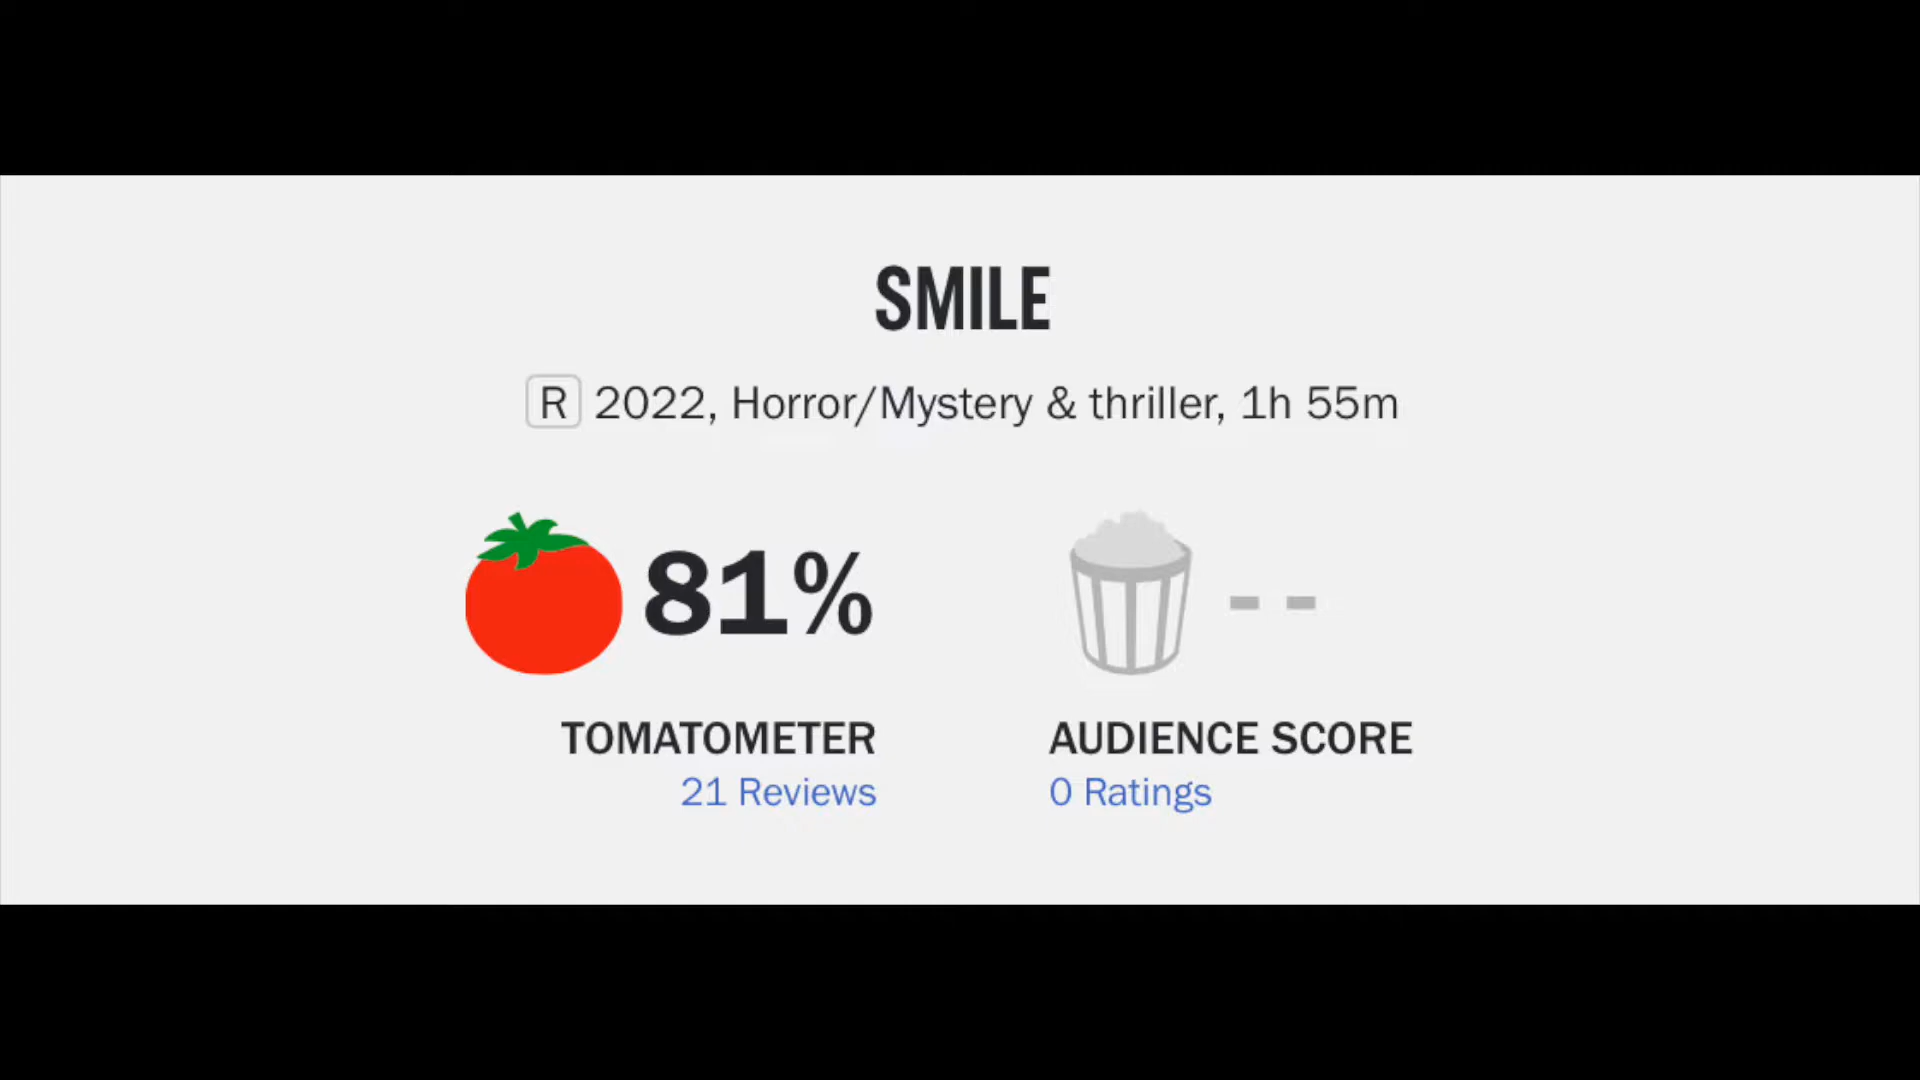 SMILE
R 2022, Horror/Mystery & thriller, 1h 55m
81% - -
TOMATOMETER AUDIENCE SCORE
21 Reviews 0 Ratings